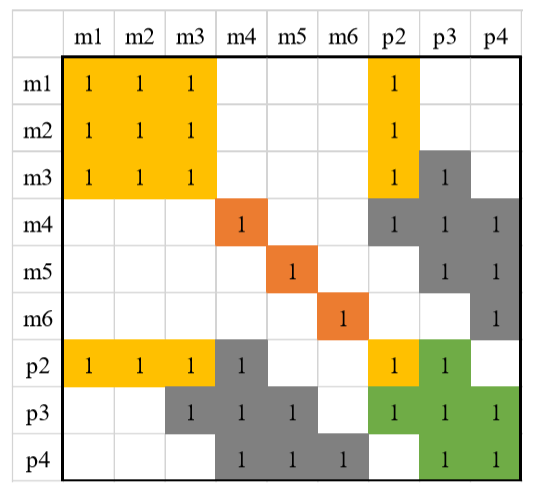 m1 m2 m3 m4 m5 m6 p2 p3 p4
m1 1 1 1 1
m2 1 1 1 1
m3 1 1 1 1 1
m4 1 1 1 1
m5 1 1 1
m6 1 1
p2 1 1 1 1 1 1
p3 1 1 1 1 1 1
p4 1 1 1 1 1